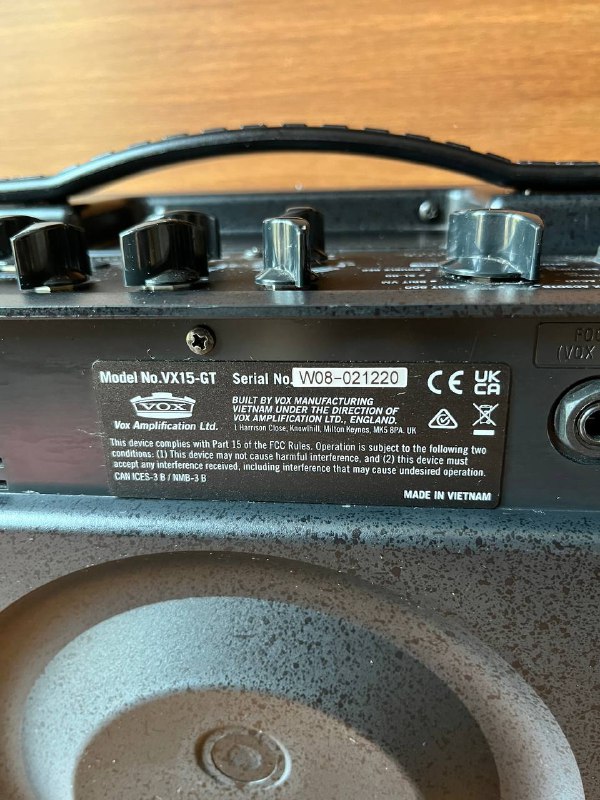 FO
(VOX
Model No.VX15-GT Serial No. W08-021220
CE UK CA
VOX
Vox Amplification Ltd.
BUILT BY VOX MANUFACTURING
VIETNAM UNDER THE DIRECTION OF
VOX AMPLIFICATION LTD., ENGLAND.
1 Harrison Close, Knowlhill, Milton Keynes, MK5 8PA. UK
This device complies with Part 15 of the FCC Rules. Operation is subject to the following two
conditions: (1) This device may not cause harmful interference, and (2) this device must
accept any interference received, including interference that may cause undesired operation.
CAN ICES-3 B / NMB-3 B
MADE IN VIETNAM